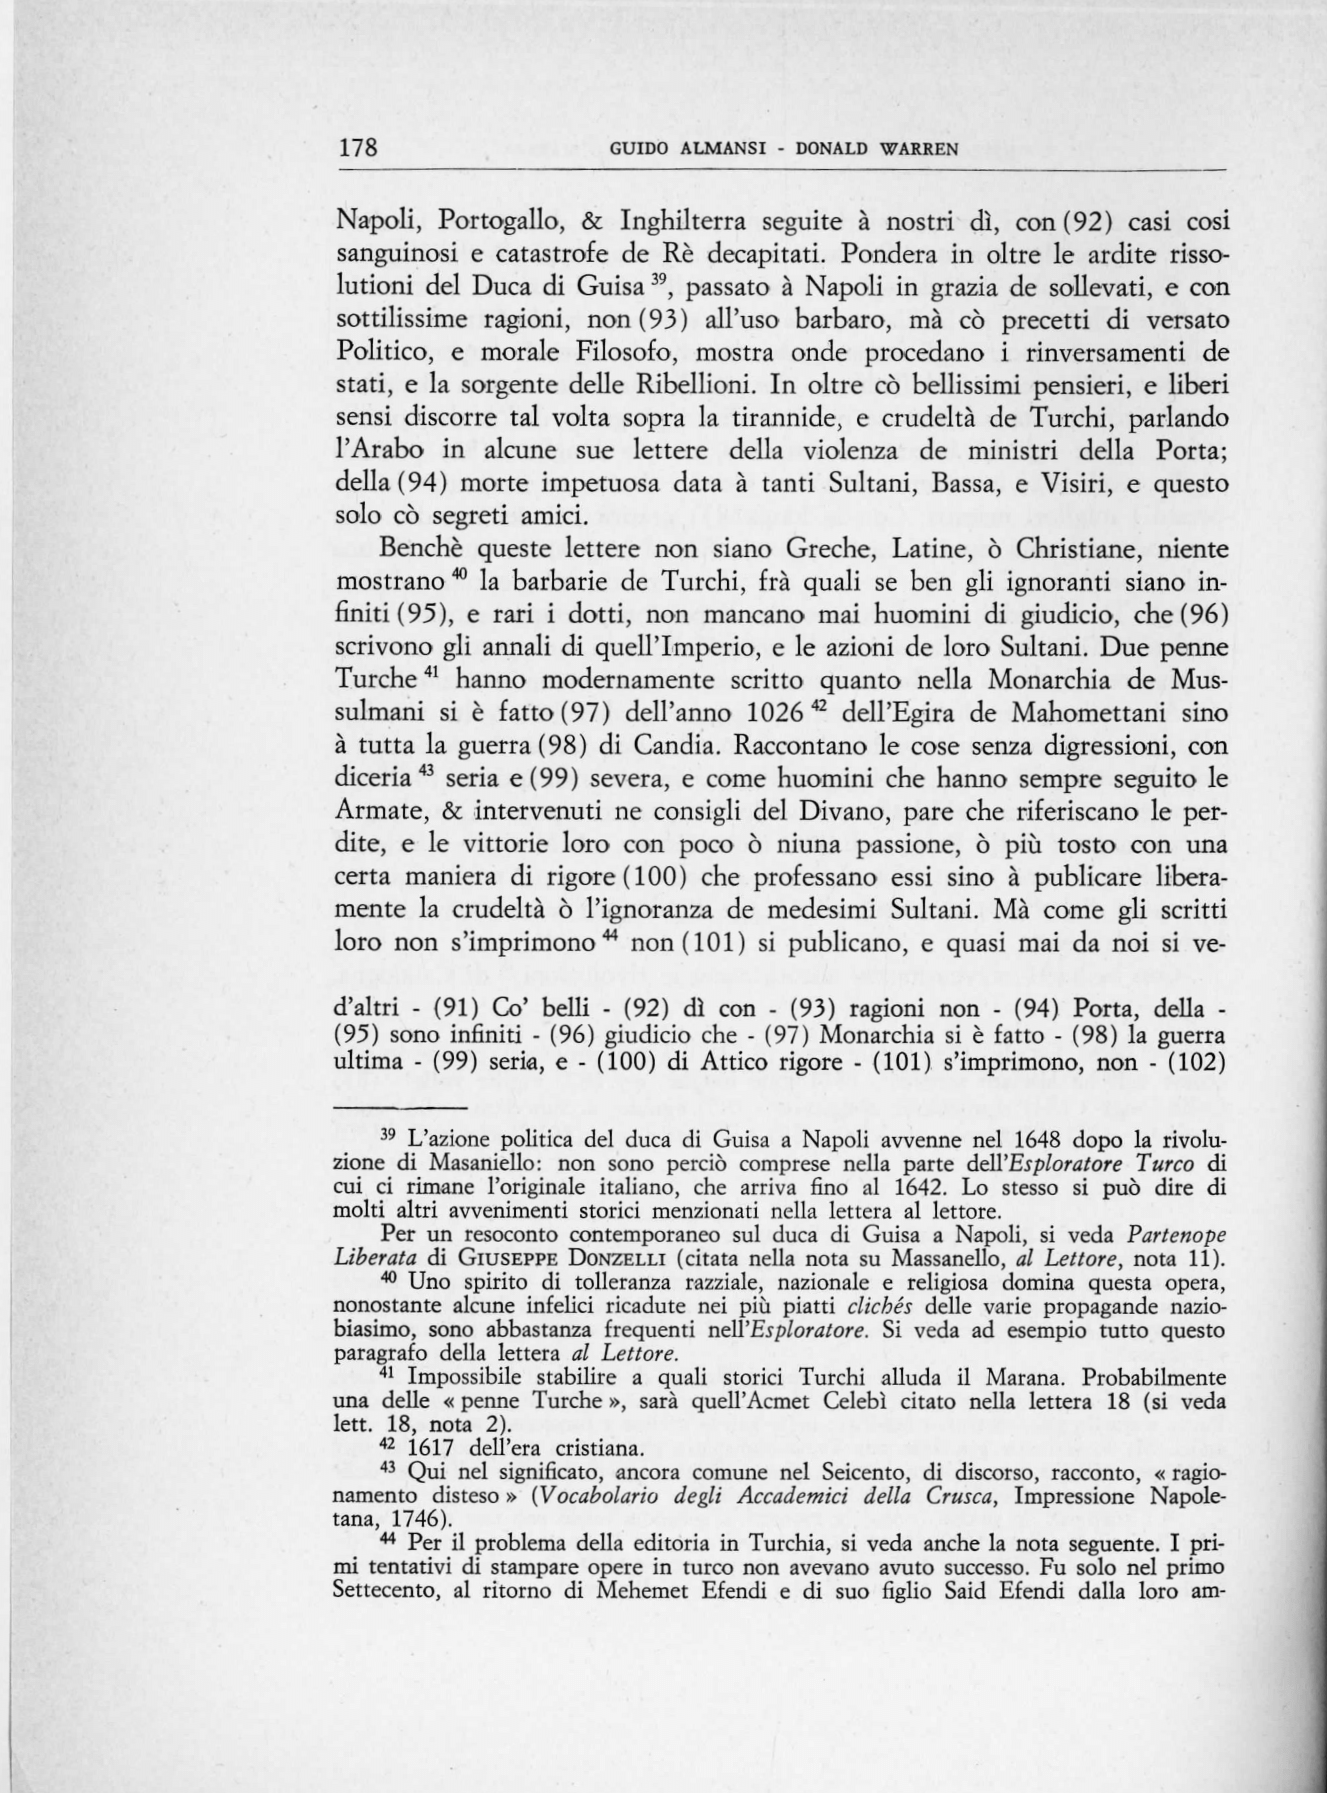 178 GUIDO ALMANSI - DONALD WARREN
Napoli, Portogallo, & Inghilterra seguite à nostri dì, con (92) casi cosi
sanguinosi e catastrofe de Rè decapitati. Pondera in oltre le ardite risso-
lutioni del Duca di Guisa 39, passato à Napoli in grazia de sollevati, e con
sottilissime ragioni, non (93) all'uso barbaro, mà cò precetti di versato
Politico, e morale Filosofo, mostra onde procedano i rinversamenti de
stati, e la sorgente delle Ribellioni. In oltre cò bellissimi pensieri, e liberi
sensi discorre tal volta sopra la tirannide, e crudeltà de Turchi, parlando
l'Arabo in alcune sue lettere della violenza de ministri della Porta;
della (94) morte impetuosa data à tanti Sultani, Bassa, e Visiri, e questo
solo cò segreti amici.
Benchè queste lettere non siano Greche, Latine, ò Christiane, niente
mostrano 40 la barbarie de Turchi, frà quali se ben gli ignoranti siano in-
finiti (95), e rari i dotti, non mancano mai huomini di giudicio, che (96)
scrivono gli annali di quell'Imperio, e le azioni de loro Sultani. Due penne
Turche 41 hanno modernamente scritto quanto nella Monarchia de Mus-
sulmani si è fatto (97) dell'anno 1026 42 dell'Egira de Mahomettani sino
à tutta la guerra (98) di Candia. Raccontano le cose senza digressioni, con
diceria 43 seria e (99) severa, e come huomini che hanno sempre seguito le
Armate, & intervenuti ne consigli del Divano, pare che riferiscano le per-
dite, e le vittorie loro con poco ò niuna passione, ò più tosto con una
certa maniera di rigore (100) che professano essi sino à publicare libera-
mente la crudeltà ò l'ignoranza de medesimi Sultani. Mà come gli scritti
loro non s'imprimono 44 non (101) si publicano, e quasi mai da noi si ve-
d'altri - (91) Co' belli - (92) dì con - (93) ragioni non - (94) Porta, della -
(95) sono infiniti - (96) giudicio che - (97) Monarchia si è fatto - (98) la guerra
ultima - (99) seria, e - (100) di Attico rigore - (101) s'imprimono, non - (102)
39 L'azione politica del duca di Guisa a Napoli avvenne nel 1648 dopo la rivolu-
zione di Masaniello: non sono perciò comprese nella parte dell'Esploratore Turco di
cui ci rimane l'originale italiano, che arriva fino al 1642. Lo stesso si può dire di
molti altri avvenimenti storici menzionati nella lettera al lettore.
Per un resoconto contemporaneo sul duca di Guisa a Napoli, si veda Partenope
Liberata di GIUSEPPE DONZELLI (citata nella nota su Massanello, al Lettore, nota 11).
40 Uno spirito di tolleranza razziale, nazionale e religiosa domina questa opera,
nonostante alcune infelici ricadute nei più piatti clichés delle varie propagande nazio-
biasimo, sono abbastanza frequenti nell'Esploratore. Si veda ad esempio tutto questo
paragrafo della lettera al Lettore.
41 Impossibile stabilire a quali storici Turchi alluda il Marana. Probabilmente
una delle « penne Turche », sarà quell'Acmet Celebì citato nella lettera 18 (si veda
lett. 18, nota 2).
42 1617 dell'era cristiana.
43 Qui nel significato, ancora comune nel Seicento, di discorso, racconto, « ragio-
namento disteso » (Vocabolario degli Accademici della Crusca, Impressione Napole-
tana, 1746).
44 Per il problema della editoria in Turchia, si veda anche la nota seguente. I pri-
mi tentativi di stampare opere in turco non avevano avuto successo. Fu solo nel primo
Settecento, al ritorno di Mehemet Efendi e di suo figlio Said Efendi dalla loro am-